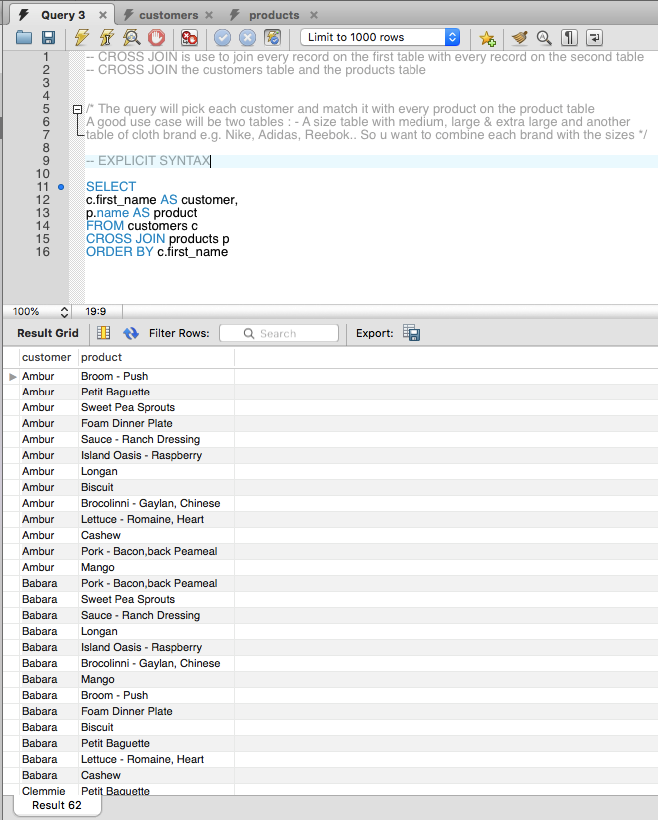 Query 3
customers
products
Limit to 1000 rows
1 -- CROSS JOIN is use to join every record on the first table with every record on the second table
2 -- CROSS JOIN the customers table and the products table
3
4
5 /* The query will pick each customer and match it with every product on the product table
6 A good use case will be two tables : - A size table with medium, large & extra large and another
7 table of cloth brand e.g. Nike, Adidas, Reebok.. So u want to combine each brand with the sizes */
8
9 -- EXPLICIT SYNTAX
10
11 SELECT
12 c.first_name AS customer,
13 p.name AS product
14 FROM customers c
15 CROSS JOIN products p
16 ORDER BY c.first_name
100% 19:9
Result Grid Filter Rows: Search Export:
customer product
Ambur Broom - Push
Ambur Petit Baguette
Ambur Sweet Pea Sprouts
Ambur Foam Dinner Plate
Ambur Sauce - Ranch Dressing
Ambur Island Oasis - Raspberry
Ambur Longan
Ambur Biscuit
Ambur Brocolinni - Gaylan, Chinese
Ambur Lettuce - Romaine, Heart
Ambur Cashew
Ambur Pork - Bacon,back Peameal
Ambur Mango
Babara Pork - Bacon,back Peameal
Babara Sweet Pea Sprouts
Babara Sauce - Ranch Dressing
Babara Longan
Babara Island Oasis - Raspberry
Babara Brocolinni - Gaylan, Chinese
Babara Mango
Babara Broom - Push
Babara Foam Dinner Plate
Babara Biscuit
Babara Petit Baguette
Babara Lettuce - Romaine, Heart
Babara Cashew
Clemmie Petit Baguette
Result 62